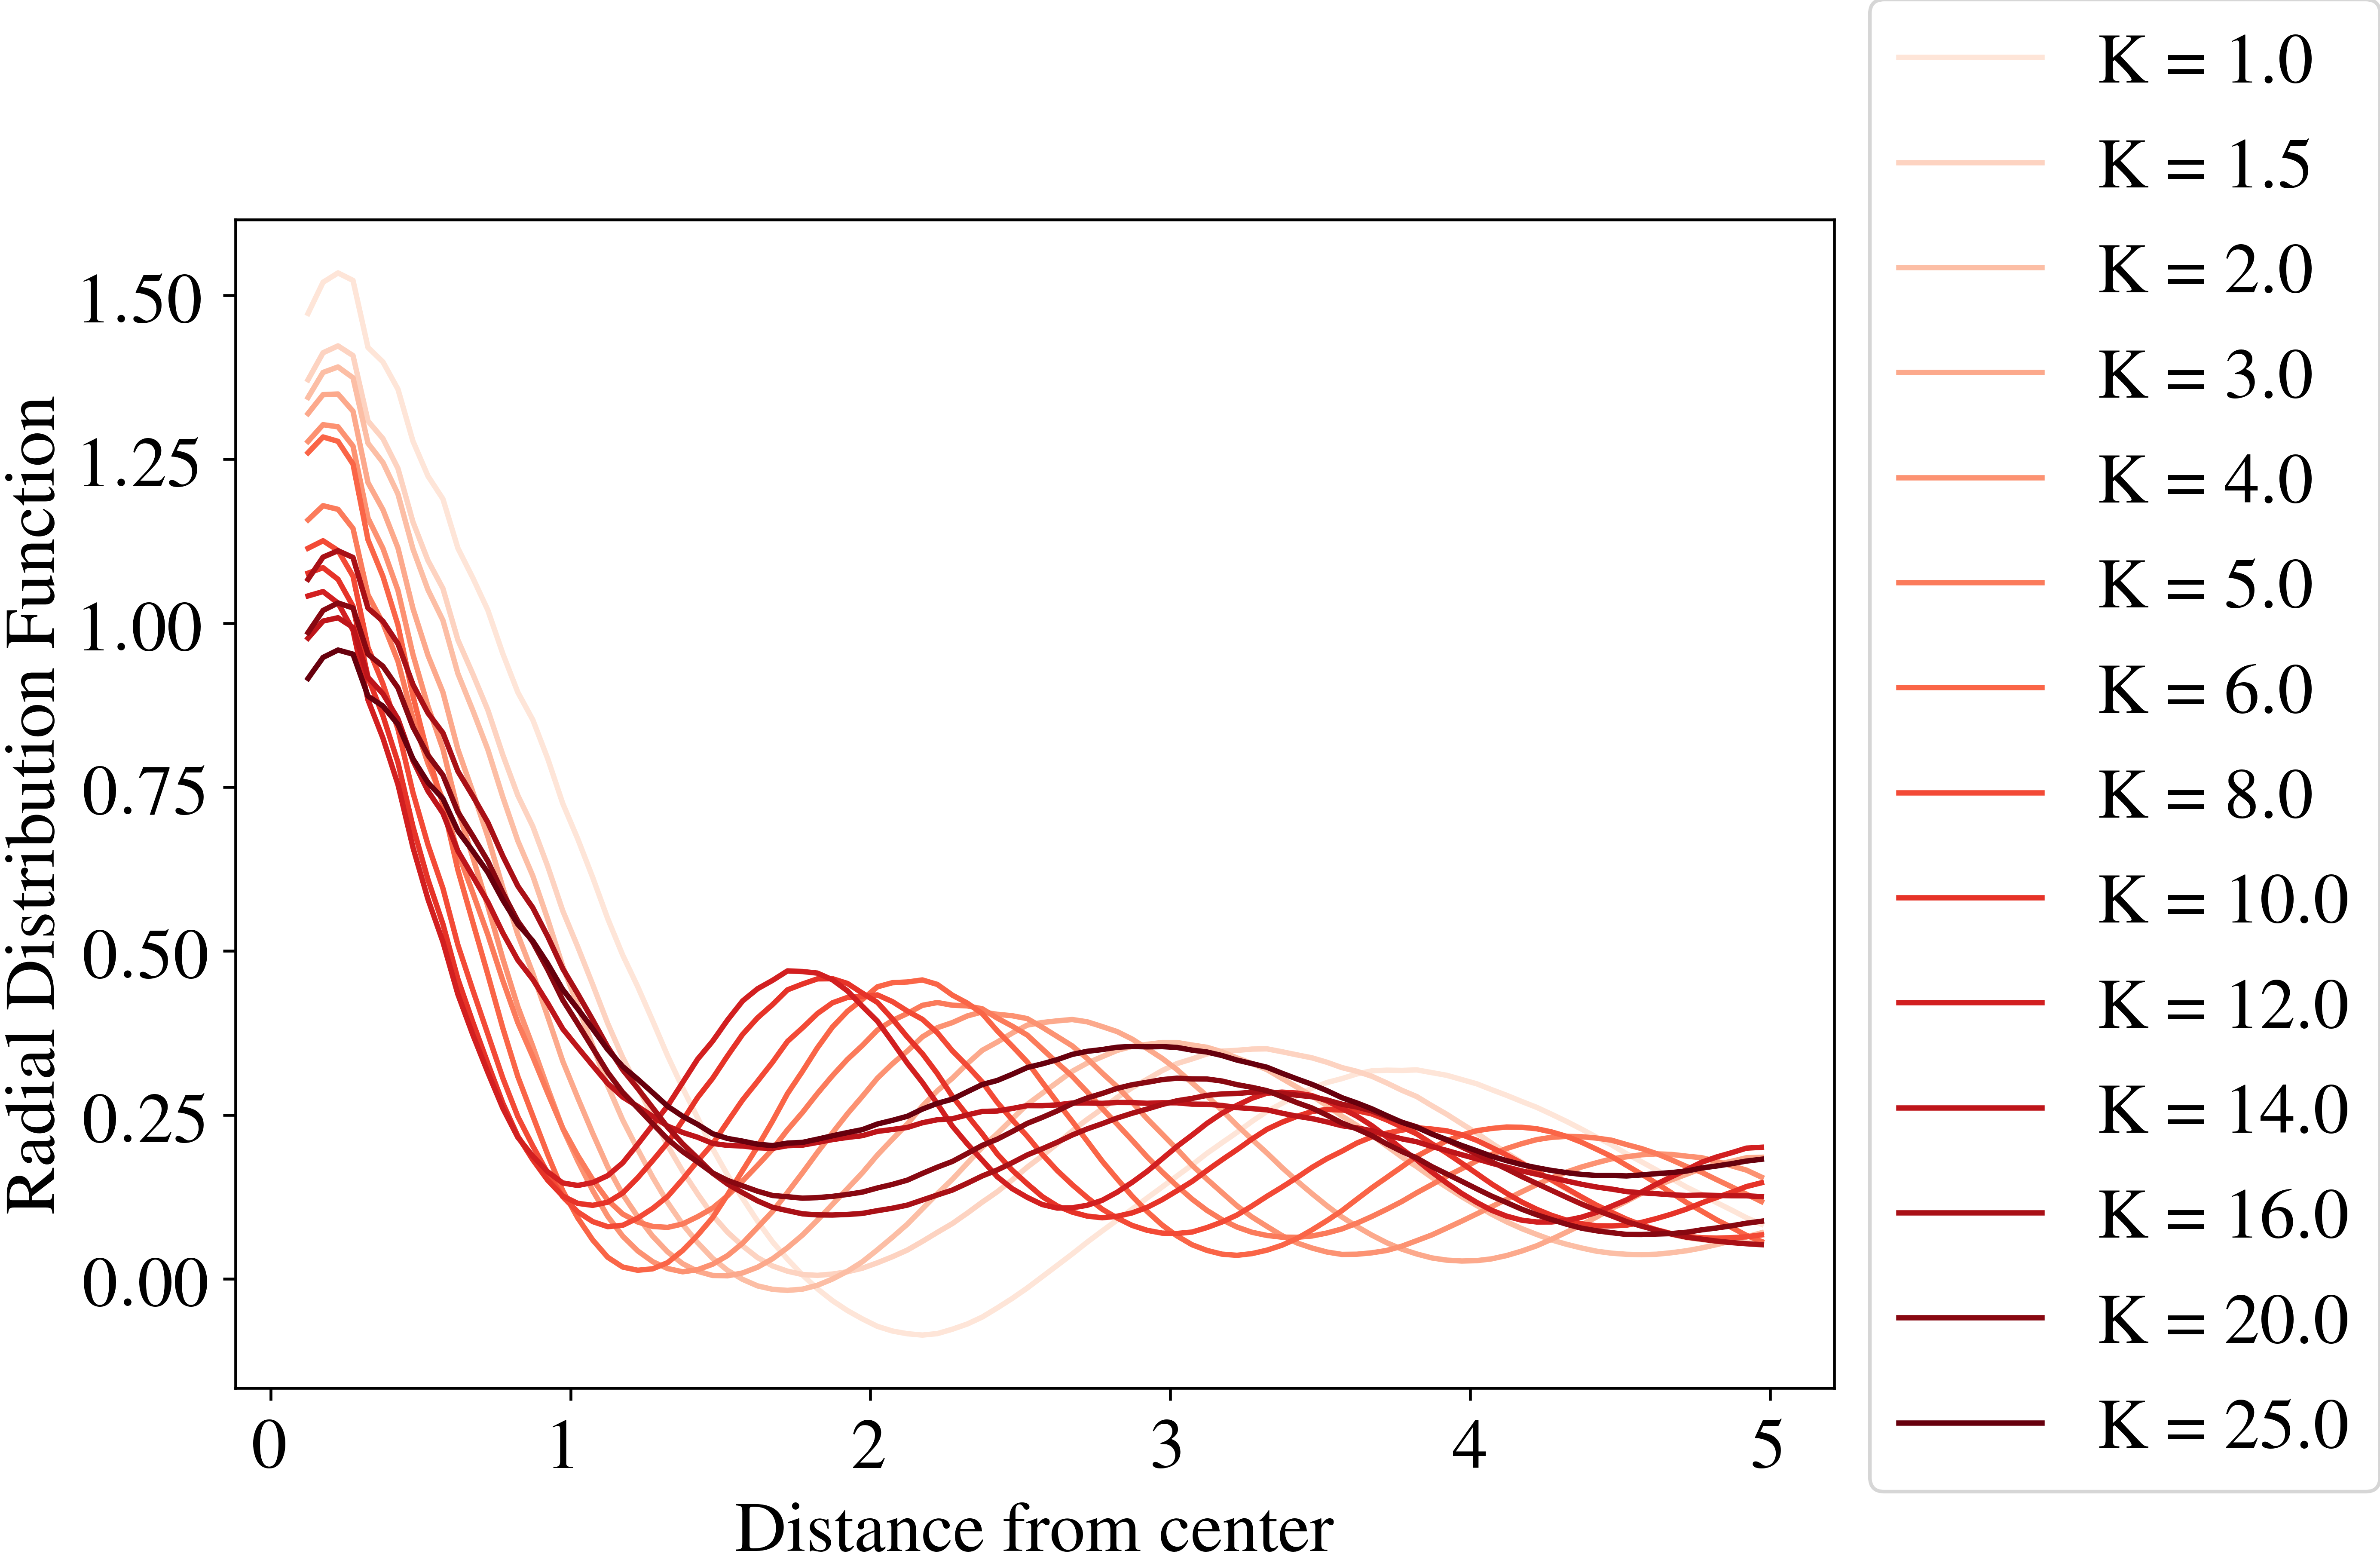 Radial Distribution Function
1.50
1.25
1.00
0.75
0.50
0.25
0.00
0 1 2 3 4 5
Distance from center
K = 1.0
K = 1.5
K = 2.0
K = 3.0
K = 4.0
K = 5.0
K = 6.0
K = 8.0
K = 10.0
K = 12.0
K = 14.0
K = 16.0
K = 20.0
K = 25.0